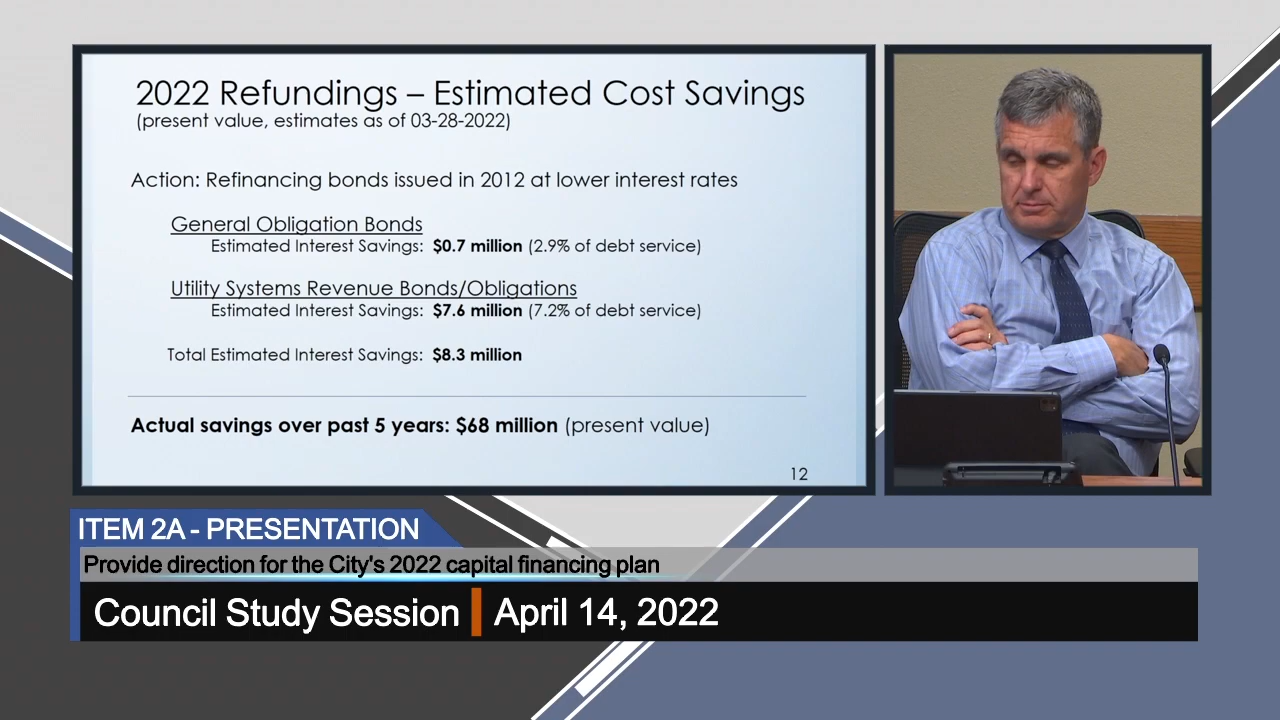 2022 Refundings – Estimated Cost Savings
(present value, estimates as of 03-28-2022)
Action: Refinancing bonds issued in 2012 at lower interest rates
General Obligation Bonds
Estimated Interest Savings: $0.7 million (2.9% of debt service)
Utility Systems Revenue Bonds/Obligations
Estimated Interest Savings: $7.6 million (7.2% of debt service)
Total Estimated Interest Savings: $8.3 million
Actual savings over past 5 years: $68 million (present value)
12
ITEM 2A - PRESENTATION
Provide direction for the City's 2022 capital financing plan
Council Study Session
April 14, 2022